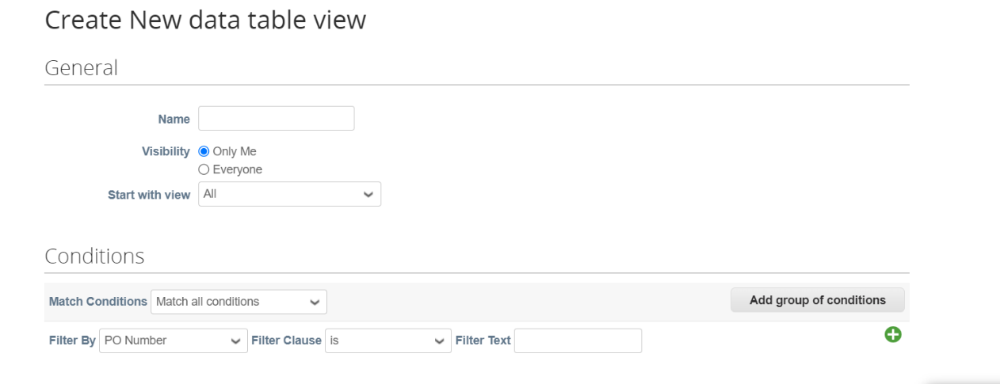 Create New data table view
General
Name
Visibility Only Me
Everyone
Start with view All
Conditions
Match Conditions Match all conditions Add group of conditions
Filter By PO Number Filter Clause is Filter Text